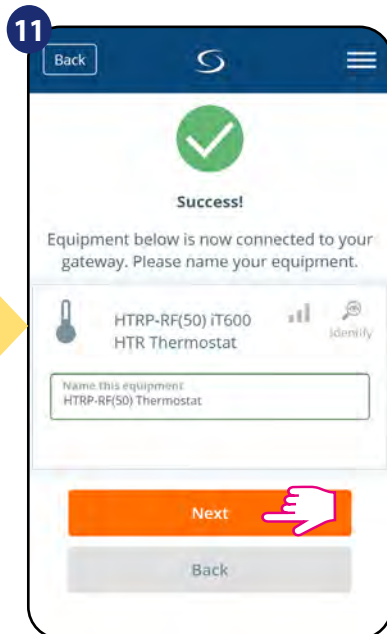 11
Back
Success!
Equipment below is now connected to your
gateway. Please name your equipment.
HTRP-RF(50) iT600
HTR Thermostat
Identify
Name this equipment
HTRP-RF(50) Thermostat
Next
Back